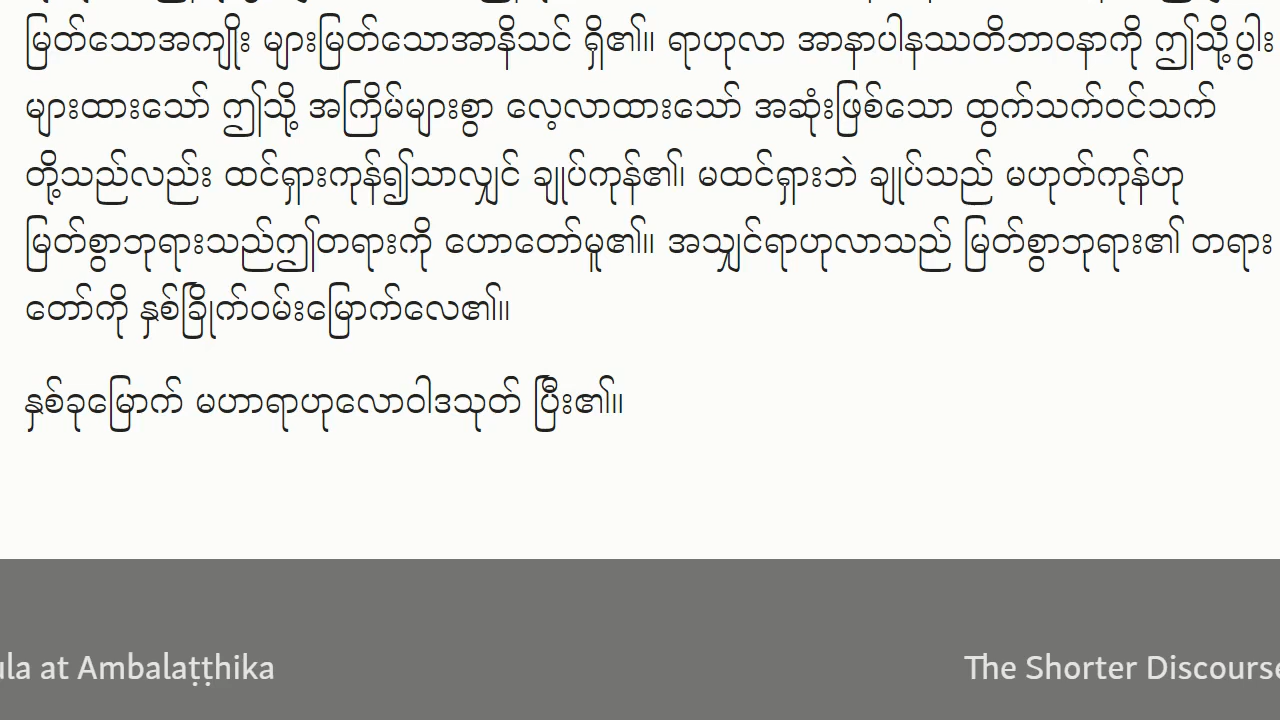 မြတ်သောအကျိုး များမြတ်သောအာနိသင် ရှိ၏။ ရာဟုလာ အာနာပါနဿတိဘာဝနာကို ဤသို့ပွါး
များထားသော် ဤသို့ အကြိမ်များစွာ လေ့လာထားသော် အဆုံးဖြစ်သော ထွက်သက်ဝင်သက်
တို့သည်လည်း ထင်ရှားကုန်၍သာလျှင် ချုပ်ကုန်၏၊ မထင်ရှားဘဲ ချုပ်သည် မဟုတ်ကုန်ဟု
မြတ်စွာဘုရားသည်ဤတရားကို ဟောတော်မူ၏။ အသျှင်ရာဟုလာသည် မြတ်စွာဘုရား၏ တရား
တော်ကို နှစ်ခြိုက်ဝမ်းမြောက်လေ၏။
နှစ်ခုမြောက် မဟာရာဟုလောဝါဒသုတ် ပြီး၏။
ula at Ambalaṭṭhika
The Shorter Discourse